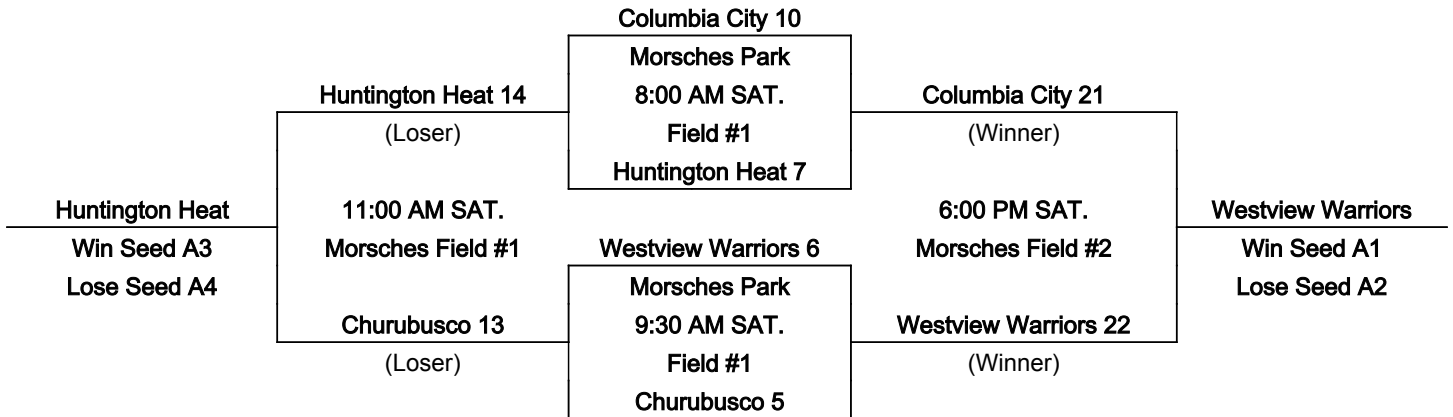 Columbia City 10
Morsches Park
Huntington Heat 14 8:00 AM SAT. Columbia City 21
(Loser) Field #1 (Winner)
Huntington Heat 7
Huntington Heat 11:00 AM SAT. 6:00 PM SAT. Westview Warriors
Win Seed A3 Morsches Field #1 Westview Warriors 6 Morsches Field #2 Win Seed A1
Lose Seed A4 Morsches Park Lose Seed A2
Churubusco 13 9:30 AM SAT. Westview Warriors 22
(Loser) Field #1 (Winner)
Churubusco 5